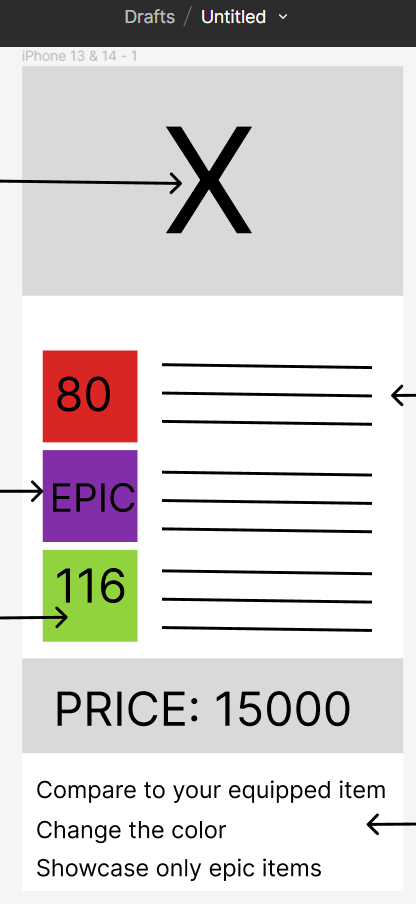 Drafts / Untitled
iPhone 13 & 14 - 1
X
80
EPIC
116
PRICE: 15000
Compare to your equipped item
Change the color
Showcase only epic items